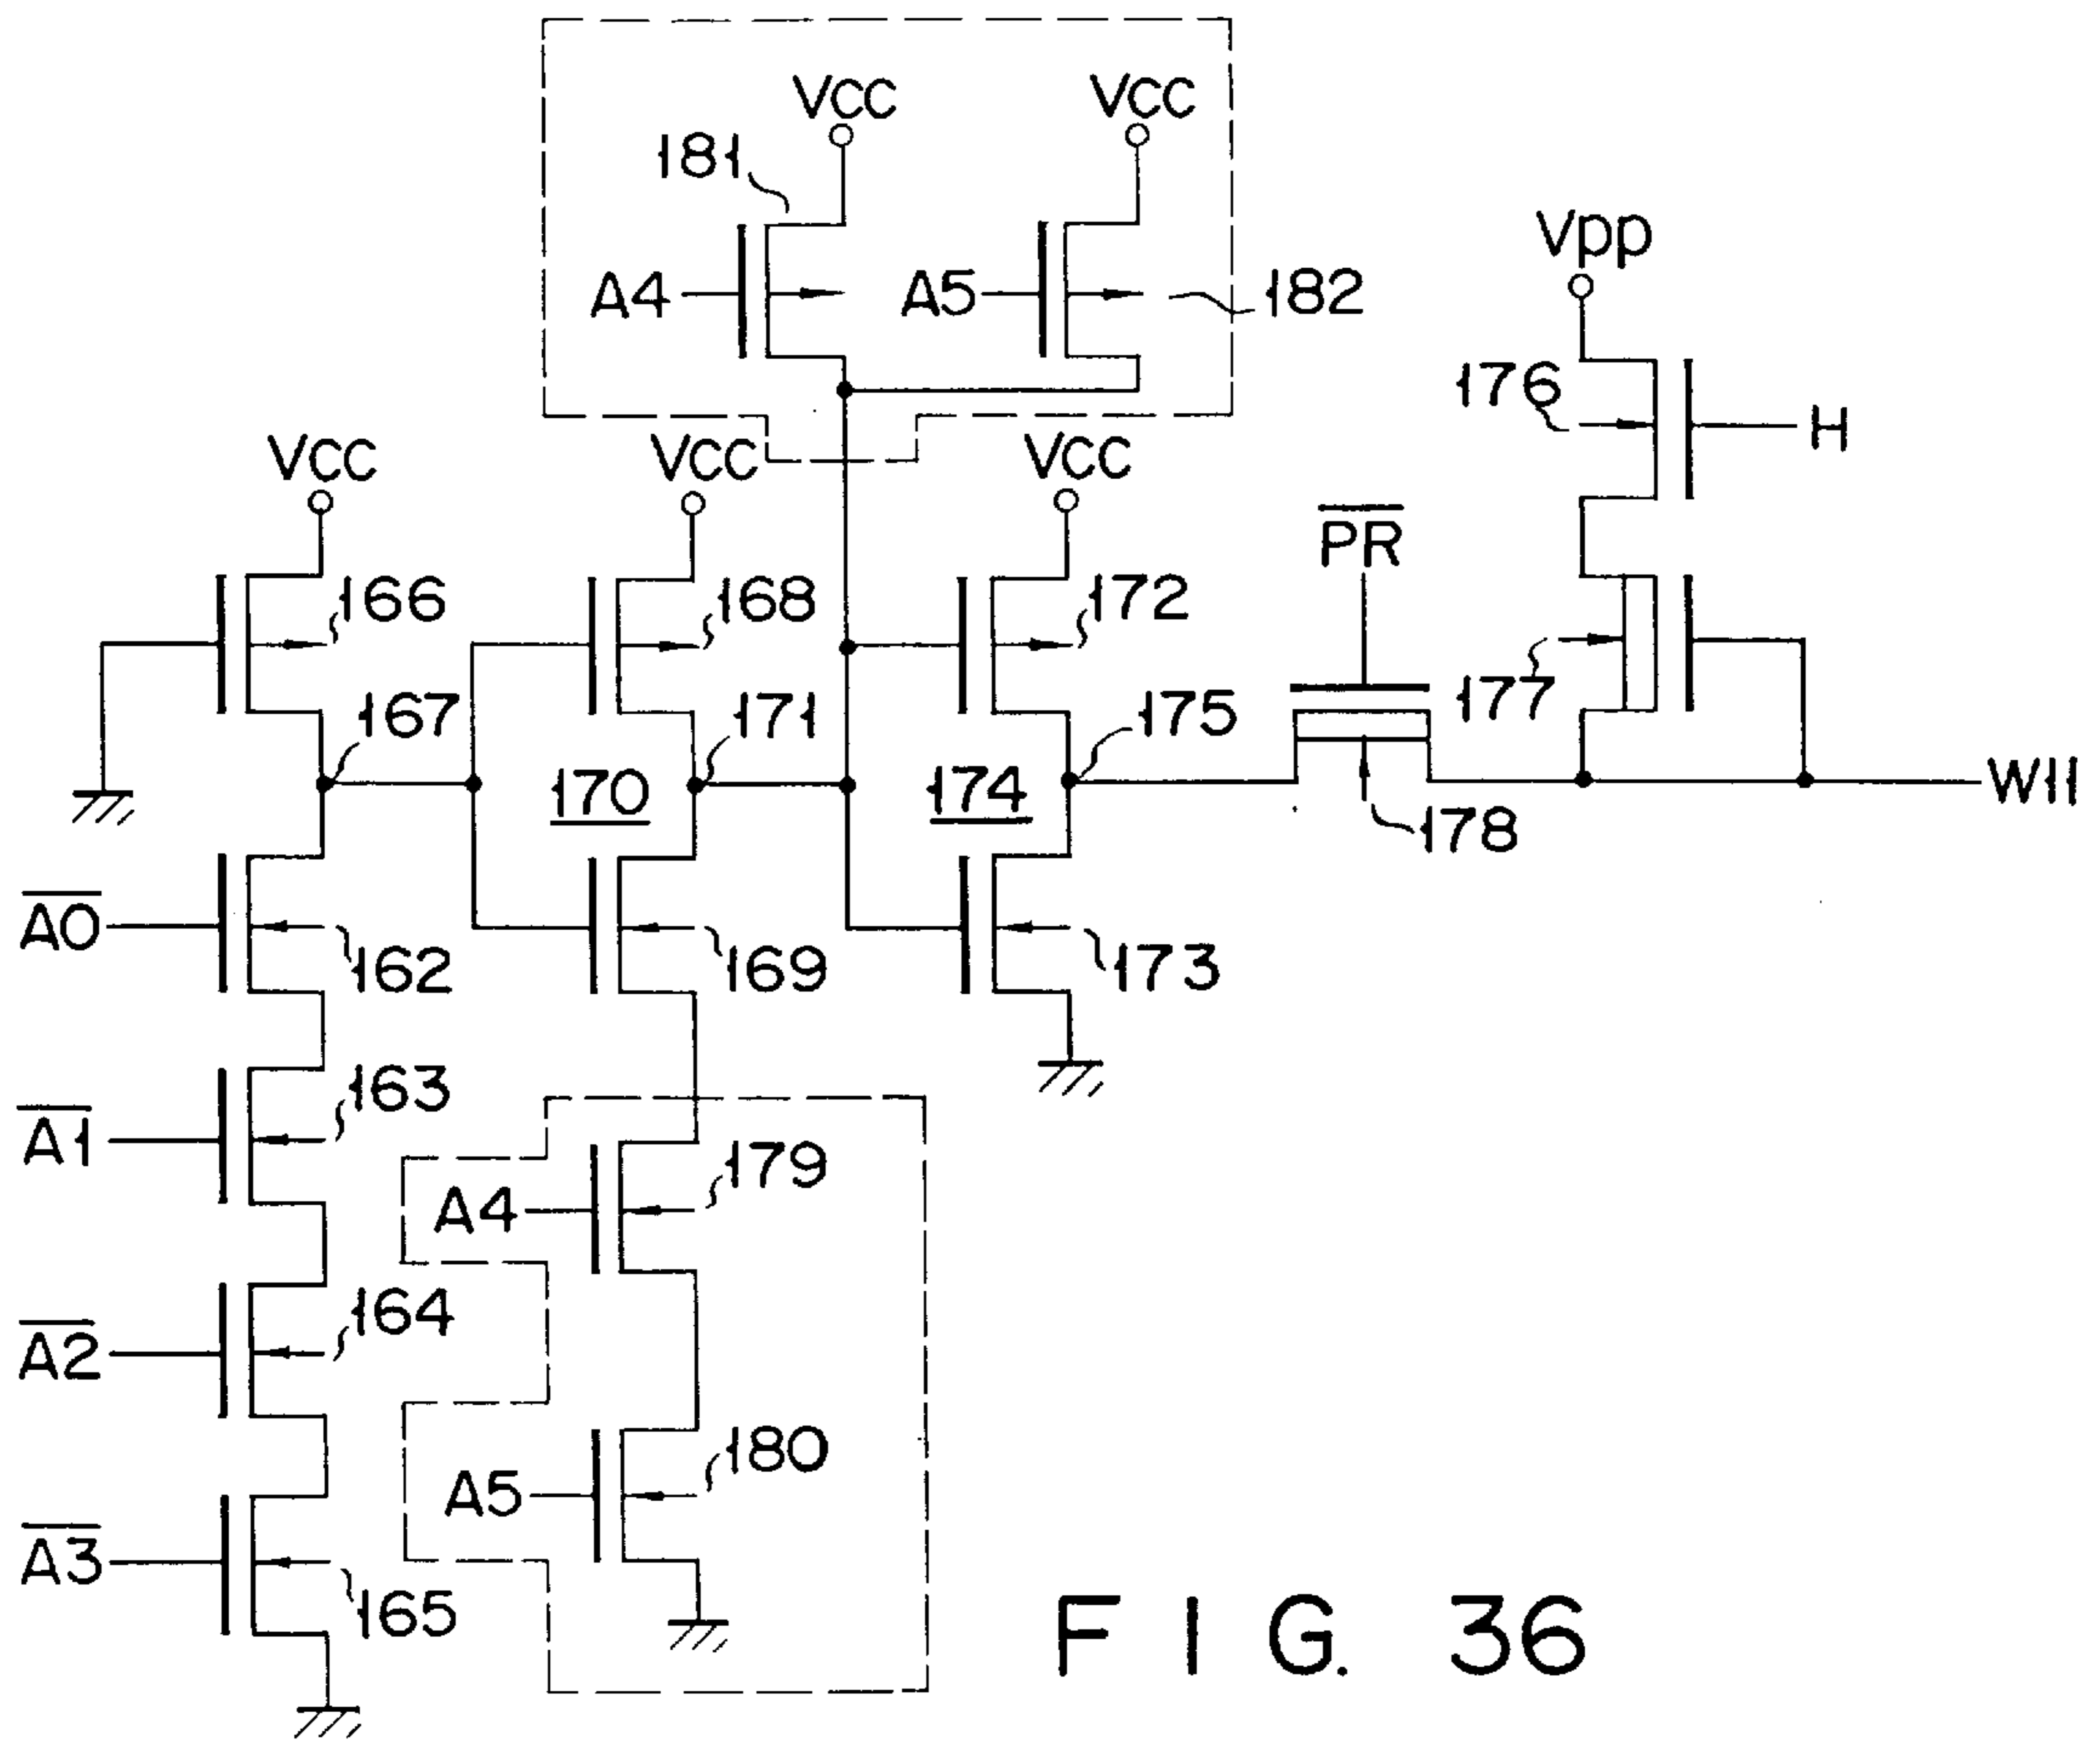 VCC VCC
181
A4 A5 182
Vpp
176 H
VCC VCC VCC
PR
166 168 172
167 171 175 177
170 174 W11
178
A0
162 169 173
A1 163
A4 179
A2 164
A5 180
A3 165
FIG. 36